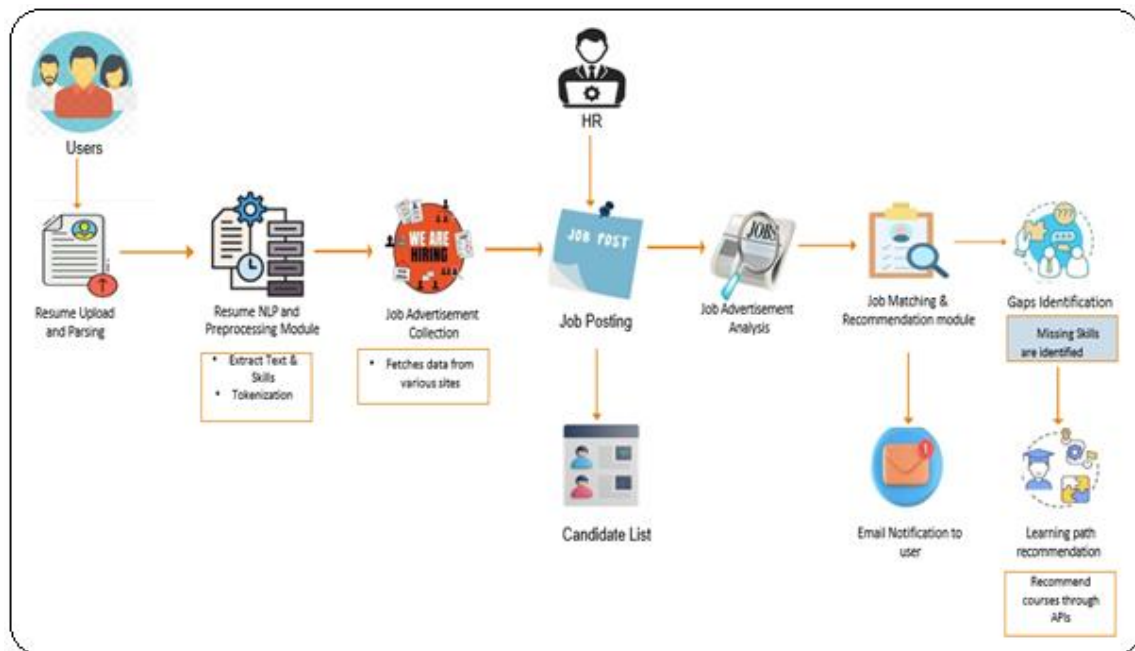 Users
HR
WE ARE
HIRING
JOB POST
JOBS
Resume Upload
and Parsing
Resume NLP and
Preprocessing Module
• Extract Text &
Skills
• Tokenization
Job Advertisement
Collection
• Fetches data from
various sites
Job Posting
Candidate List
Job Advertisement
Analysis
Job Matching &
Recommendation module
1
Email Notification to
user
Gaps Identification
Missing Skills
are identified
Learning path
recommendation
Recommend
courses through
APIs